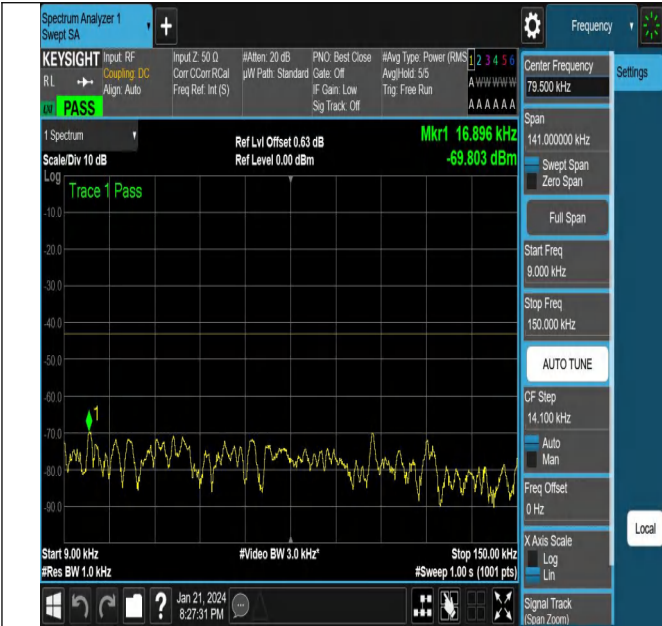 Spectrum Analyzer 1
Swept SA
+
Frequency
KEYSIGHT
RL
LXI
PASS
Input: RF
Coupling: DC
Align: Auto
Input Z: 50 Ω
Corr CCorr RCal
Freq Ref: Int (S)
#Atten: 20 dB
µW Path: Standard
PNO: Best Close
Gate: Off
IF Gain: Low
Sig Track: Off
#Avg Type: Power (RMS
Avg|Hold: 5/5
Trig: Free Run
1 2 3 4 5 6
A W W W W W
A A A A A A
1 Spectrum
Scale/Div 10 dB
Ref Lvl Offset 0.63 dB
Ref Level 0.00 dBm
Mkr1 16.896 kHz
-69.803 dBm
Log
Trace 1 Pass
-10.0
-20.0
-30.0
-40.0
-50.0
-60.0
-70.0
-80.0
-90.0
1
Start 9.00 kHz
#Res BW 1.0 kHz
#Video BW 3.0 kHz*
Stop 150.00 kHz
#Sweep 1.00 s (1001 pts)
?
Jan 21, 2024
8:27:31 PM
Center Frequency
79.500 kHz
Settings
Span
141.000000 kHz
Swept Span
Zero Span
Full Span
Start Freq
9.000 kHz
Stop Freq
150.000 kHz
AUTO TUNE
CF Step
14.100 kHz
Auto
Man
Freq Offset
0 Hz
X Axis Scale
Log
Lin
Local
Signal Track
(Span Zoom)